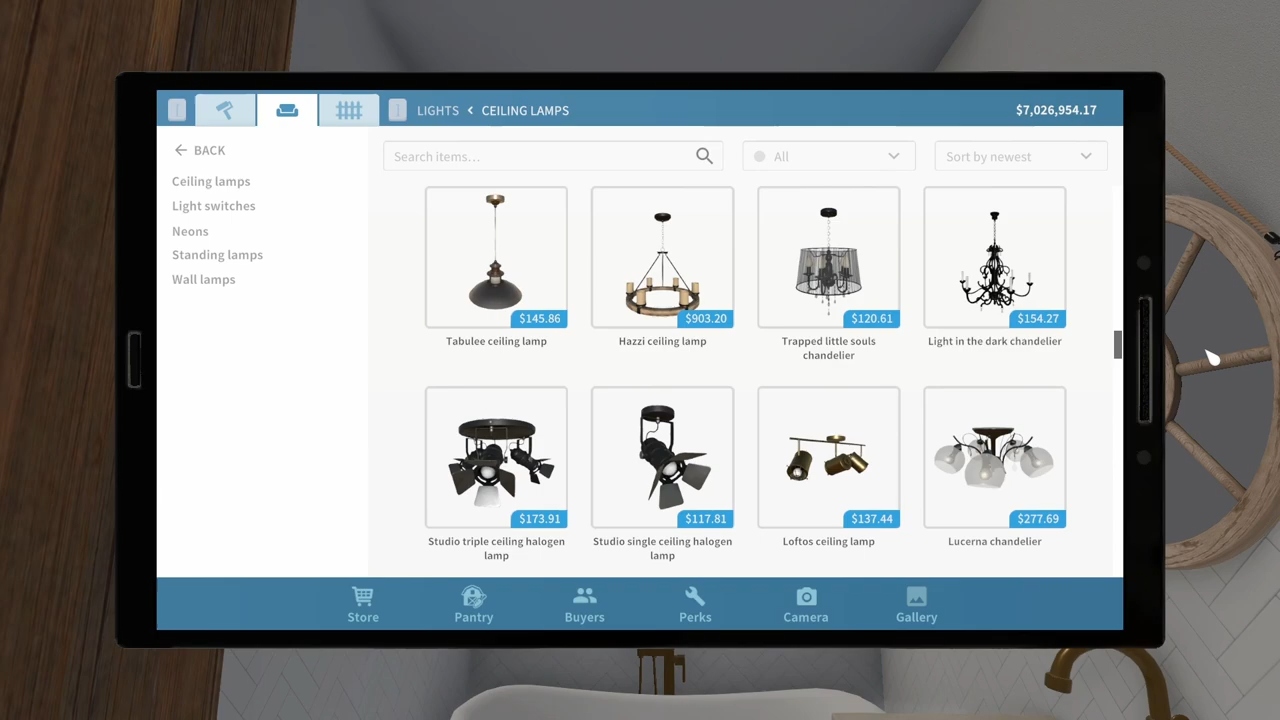 LIGHTS < CEILING LAMPS
$7,026,954.17
BACK
Search items...
All
Sort by newest
Ceiling lamps
Light switches
Neons
Standing lamps
Wall lamps
$145.86
$903.20
$120.61
$154.27
Tabulee ceiling lamp
Hazzi ceiling lamp
Trapped little souls
chandelier
Light in the dark chandelier
$173.91
$117.81
$137.44
$277.69
Studio triple ceiling halogen
lamp
Studio single ceiling halogen
lamp
Loftos ceiling lamp
Lucerna chandelier
Store
Pantry
Buyers
Perks
Camera
Gallery